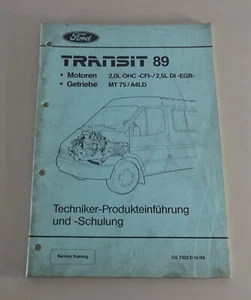 Ford
TRANSIT 89
• Motoren 2,0L OHC -CFI-/2,5L DI -EGR-
• Getriebe MT 75/A4LD
Techniker-Produkteinführung
und -Schulung
Service Training
CG 7302 D 10/88